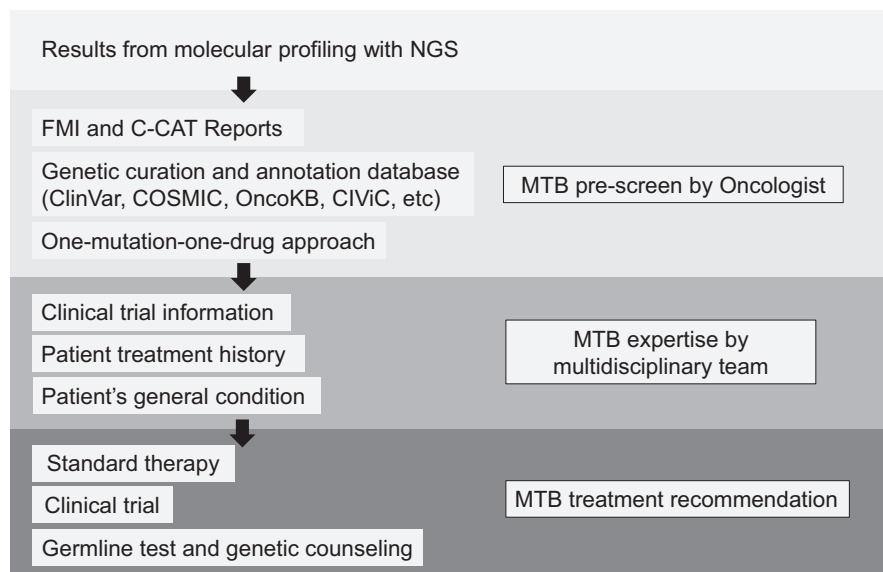 Results from molecular profiling with NGS
FMI and C-CAT Reports
Genetic curation and annotation database
(ClinVar, COSMIC, OncoKB, CIViC, etc)
One-mutation-one-drug approach
MTB pre-screen by Oncologist
Clinical trial information
Patient treatment history
Patient's general condition
MTB expertise by
multidisciplinary team
Standard therapy
Clinical trial
Germline test and genetic counseling
MTB treatment recommendation